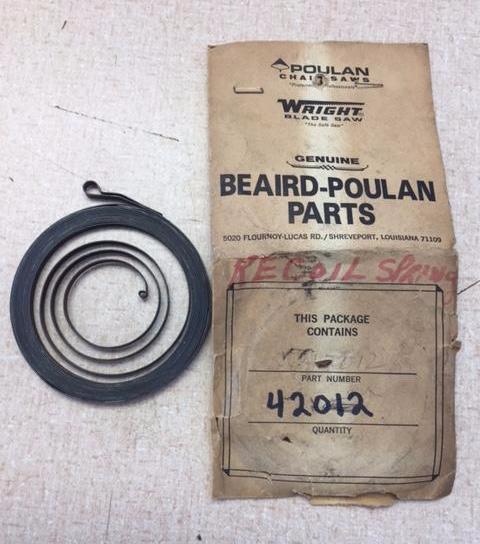 POULAN
CHAIN SAWS
WRIGHT
BLADE SAW
"The Safe Saw"
GENUINE
BEAIRD-POULAN
PARTS
5020 FLOURNOY-LUCAS RD./SHREVEPORT, LOUISIANA 71109
RECOIL SPRING
THIS PACKAGE
CONTAINS
PART NUMBER
42012
QUANTITY